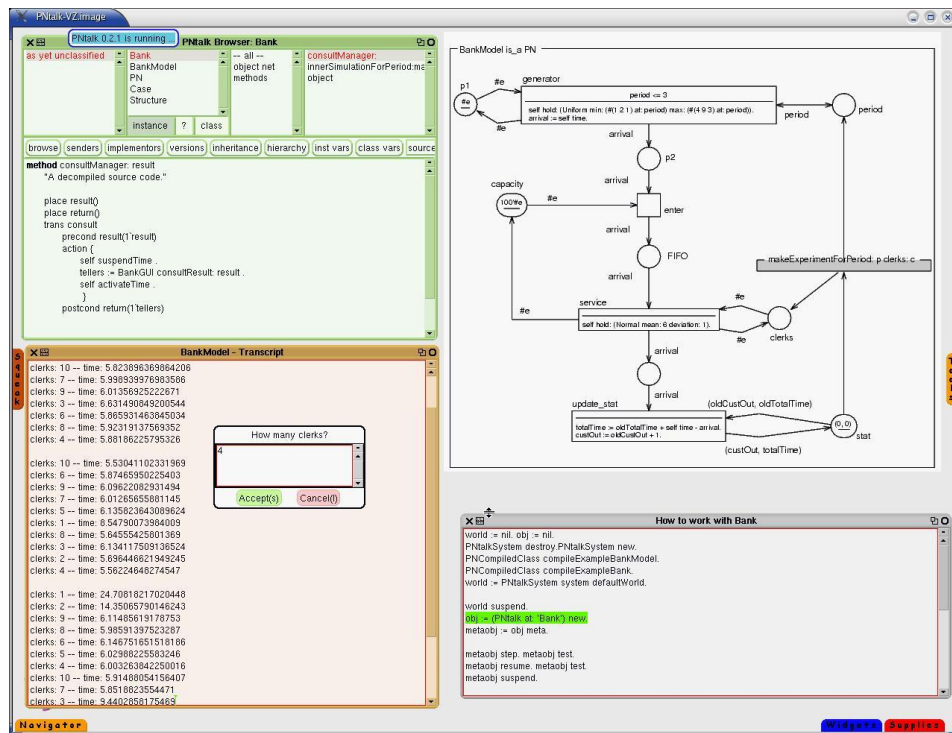 PNtalk-VZ.image
PNtalk 0.2.1 is running ...
PNtalk Browser: Bank
as yet unclassified
Bank
BankModel
PN
Case
Structure
instance ? class
-- all --
object net
methods
consultManager:
innerSimulationForPeriod:ma
object
browse senders implementors versions inheritance hierarchy inst vars class vars source
method consultManager: result
"A decompiled source code."
place result()
place return()
trans consult
precond result(1`result)
action {
self suspendTime .
tellers := BankGUI consultResult: result .
self activateTime .
}
postcond return(1`tellers)
BankModel is_a PN
p1
#e
#e
#e
generator
period <= 3
self hold: (Uniform min: (#(1 2 1) at: period) max: (#(4 9 3) at: period)).
arrival := self time.
period
period
arrival
p2
arrival
capacity
100`#e
#e
enter
arrival
FIFO
arrival
makeExperimentForPeriod: p clerks: c
service
#e
#e
self hold: (Normal mean: 6 deviation: 1).
#e
clerks
arrival
arrival
update_stat
(oldCustOut, oldTotalTime)
totalTime := oldTotalTime + self time - arrival.
custOut := oldCustOut + 1.
(0, 0)
stat
(custOut, totalTime)
Squeak
BankModel - Transcript
clerks: 10 -- time: 5.823896369864206
clerks: 7 -- time: 5.998939976983586
clerks: 9 -- time: 6.01356925222671
clerks: 3 -- time: 6.631490849200544
clerks: 6 -- time: 5.865931463845034
clerks: 8 -- time: 5.92319137569352
clerks: 4 -- time: 5.88186225795326
clerks: 10 -- time: 5.53041102331969
clerks: 6 -- time: 5.87465950225403
clerks: 9 -- time: 6.09622082931494
clerks: 7 -- time: 6.01265655881145
clerks: 5 -- time: 6.135823643089624
clerks: 1 -- time: 8.54790073984009
clerks: 8 -- time: 5.64555425801369
clerks: 3 -- time: 6.134117509136524
clerks: 2 -- time: 5.696446621949245
clerks: 4 -- time: 5.56224648274547
clerks: 1 -- time: 24.70818217020448
clerks: 2 -- time: 14.35065790146243
clerks: 9 -- time: 6.11485619178753
clerks: 8 -- time: 5.98591397523287
clerks: 6 -- time: 6.146751651518186
clerks: 5 -- time: 6.02988225583246
clerks: 4 -- time: 6.003263842250016
clerks: 10 -- time: 5.91488054156407
clerks: 7 -- time: 5.8518823554471
clerks: 3 -- time: 9.4402858175469
How many clerks?
4
Accept(s) Cancel(l)
How to work with Bank
world := nil. obj := nil.
PNtalkSystem destroy.PNtalkSystem new.
PNCompiledClass compileExampleBankModel.
PNCompiledClass compileExampleBank.
world := PNtalkSystem system defaultWorld.
world suspend.
obj := (PNtalk at: 'Bank') new.
metaobj := obj meta.
metaobj step. metaobj test.
metaobj resume. metaobj test.
metaobj suspend.
Navigator
Widgets
Supplies